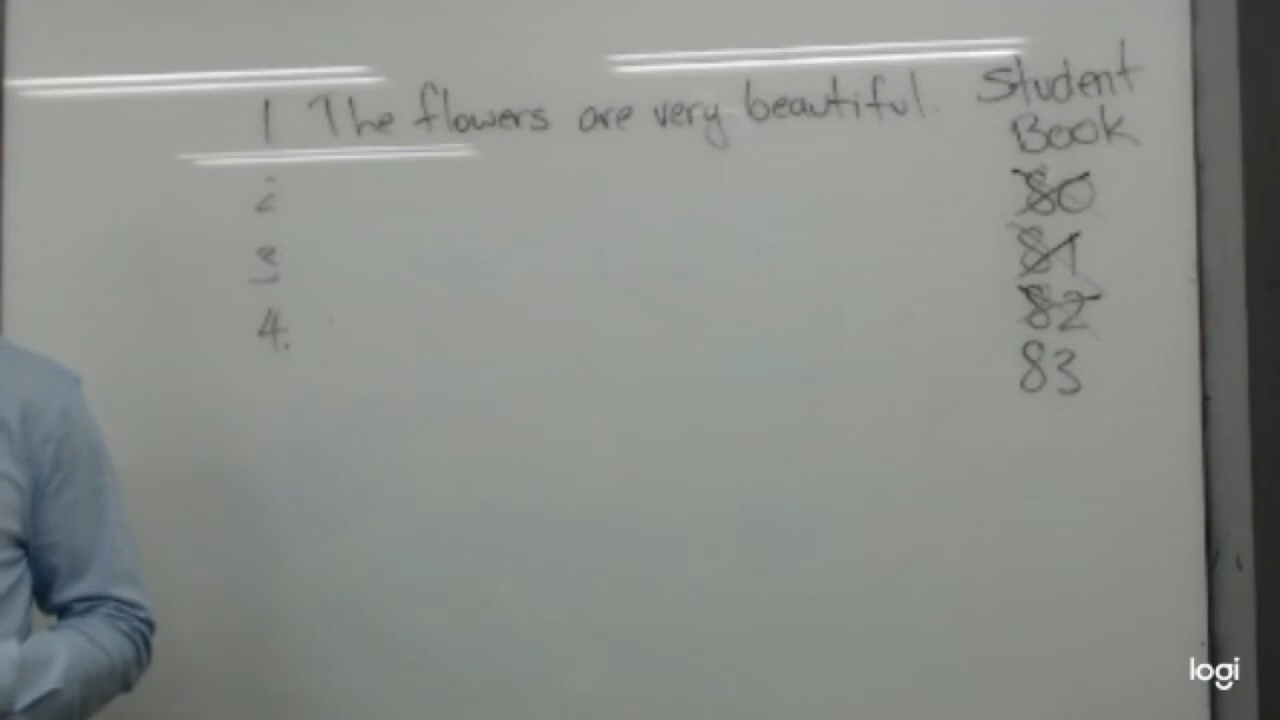 1 The flowers are very beautiful.
2
3
4.
Student
Book
80
81
82
83
logi